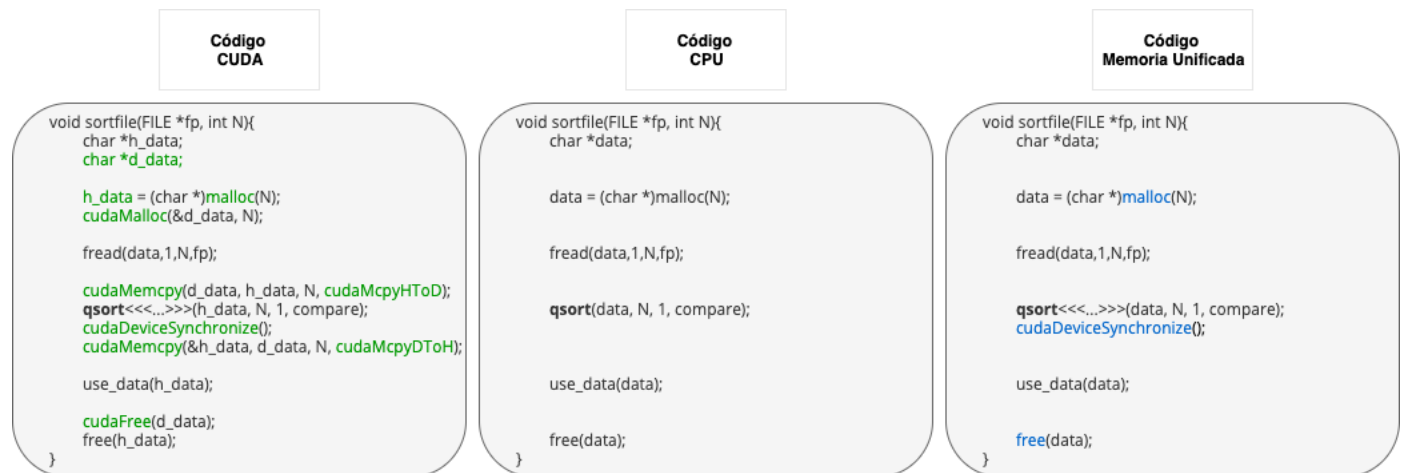 Código
CUDA
void sortfile(FILE *fp, int N){
char *h_data;
char *d_data;
h_data = (char *)malloc(N);
cudaMalloc(&d_data, N);
fread(data,1,N,fp);
cudaMemcpy(d_data, h_data, N, cudaMcpyHToD);
qsort<<<...>>>(h_data, N, 1, compare);
cudaDeviceSynchronize();
cudaMemcpy(&h_data, d_data, N, cudaMcpyDToH);
use_data(h_data);
cudaFree(d_data);
free(h_data);
}
Código
CPU
void sortfile(FILE *fp, int N){
char *data;
data = (char *)malloc(N);
fread(data,1,N,fp);
qsort(data, N, 1, compare);
use_data(data);
free(data);
}
Código
Memoria Unificada
void sortfile(FILE *fp, int N){
char *data;
data = (char *)malloc(N);
fread(data,1,N,fp);
qsort<<<...>>>(data, N, 1, compare);
cudaDeviceSynchronize();
use_data(data);
free(data);
}